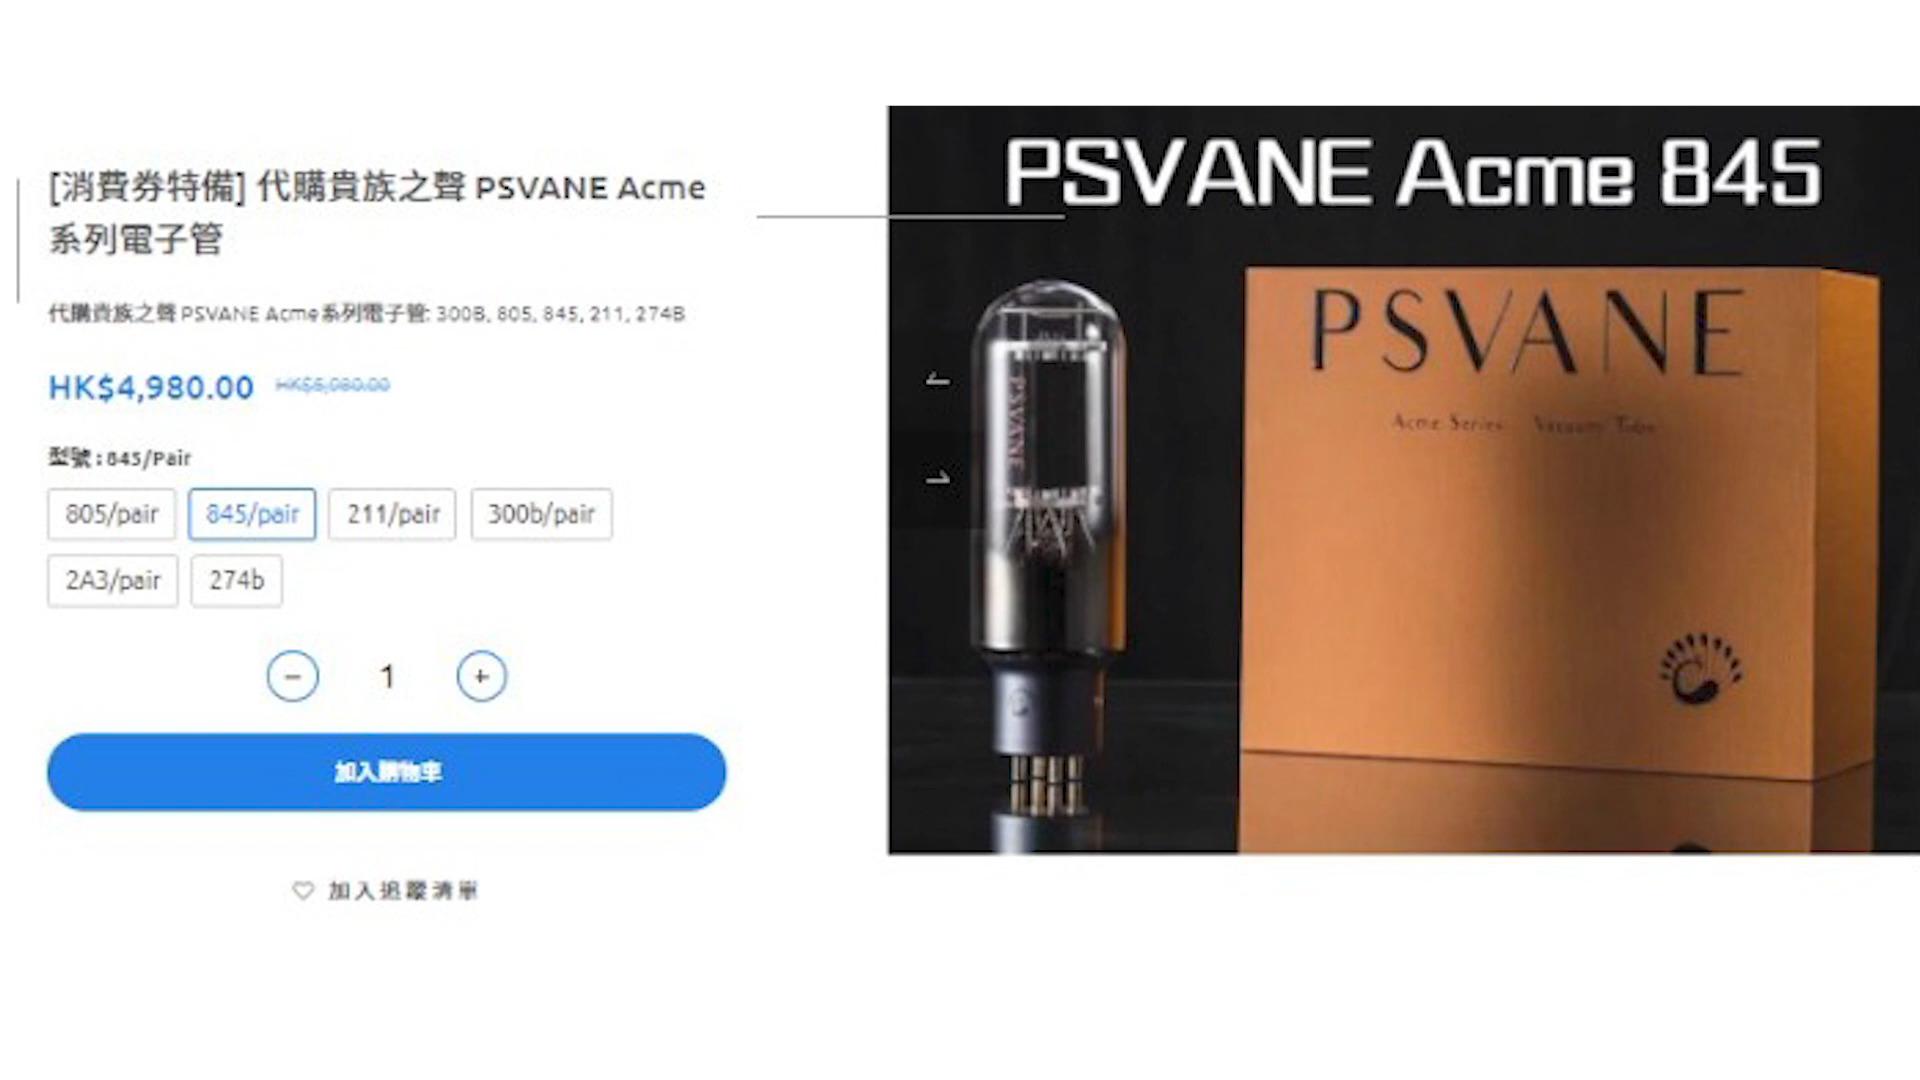 [消費券特備] 代購貴族之聲 PSVANE Acme
系列電子管
代購貴族之聲 PSVANE Acme系列電子管: 300B, 805, 845, 211, 274B
HK$4,980.00
型號 : 845/Pair
805/pair
845/pair
211/pair
300b/pair
2A3/pair
274b
− 1 +
加入購物車
加入追蹤清單
PSVANE Acme 845
PSVANE
PSVANE
Acme Series Vacuum Tube